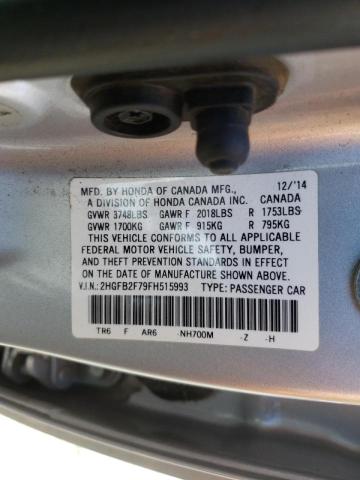 MFD. BY HONDA OF CANADA MFG., 12/'14
A DIVISION OF HONDA CANADA INC. CANADA
GVWR 3748LBS GAWR F 2018LBS R 1753LBS
GVWR 1700KG GAWR F 915KG R 795KG
THIS VEHICLE CONFORMS TO ALL APPLICABLE
FEDERAL MOTOR VEHICLE SAFETY, BUMPER,
AND THEFT PREVENTION STANDARDS IN EFFECT
ON THE DATE OF MANUFACTURE SHOWN ABOVE.
V.I.N.: 2HGFB2F79FH515993 TYPE: PASSENGER CAR
TR6 F AR6 -NH700M -Z -H